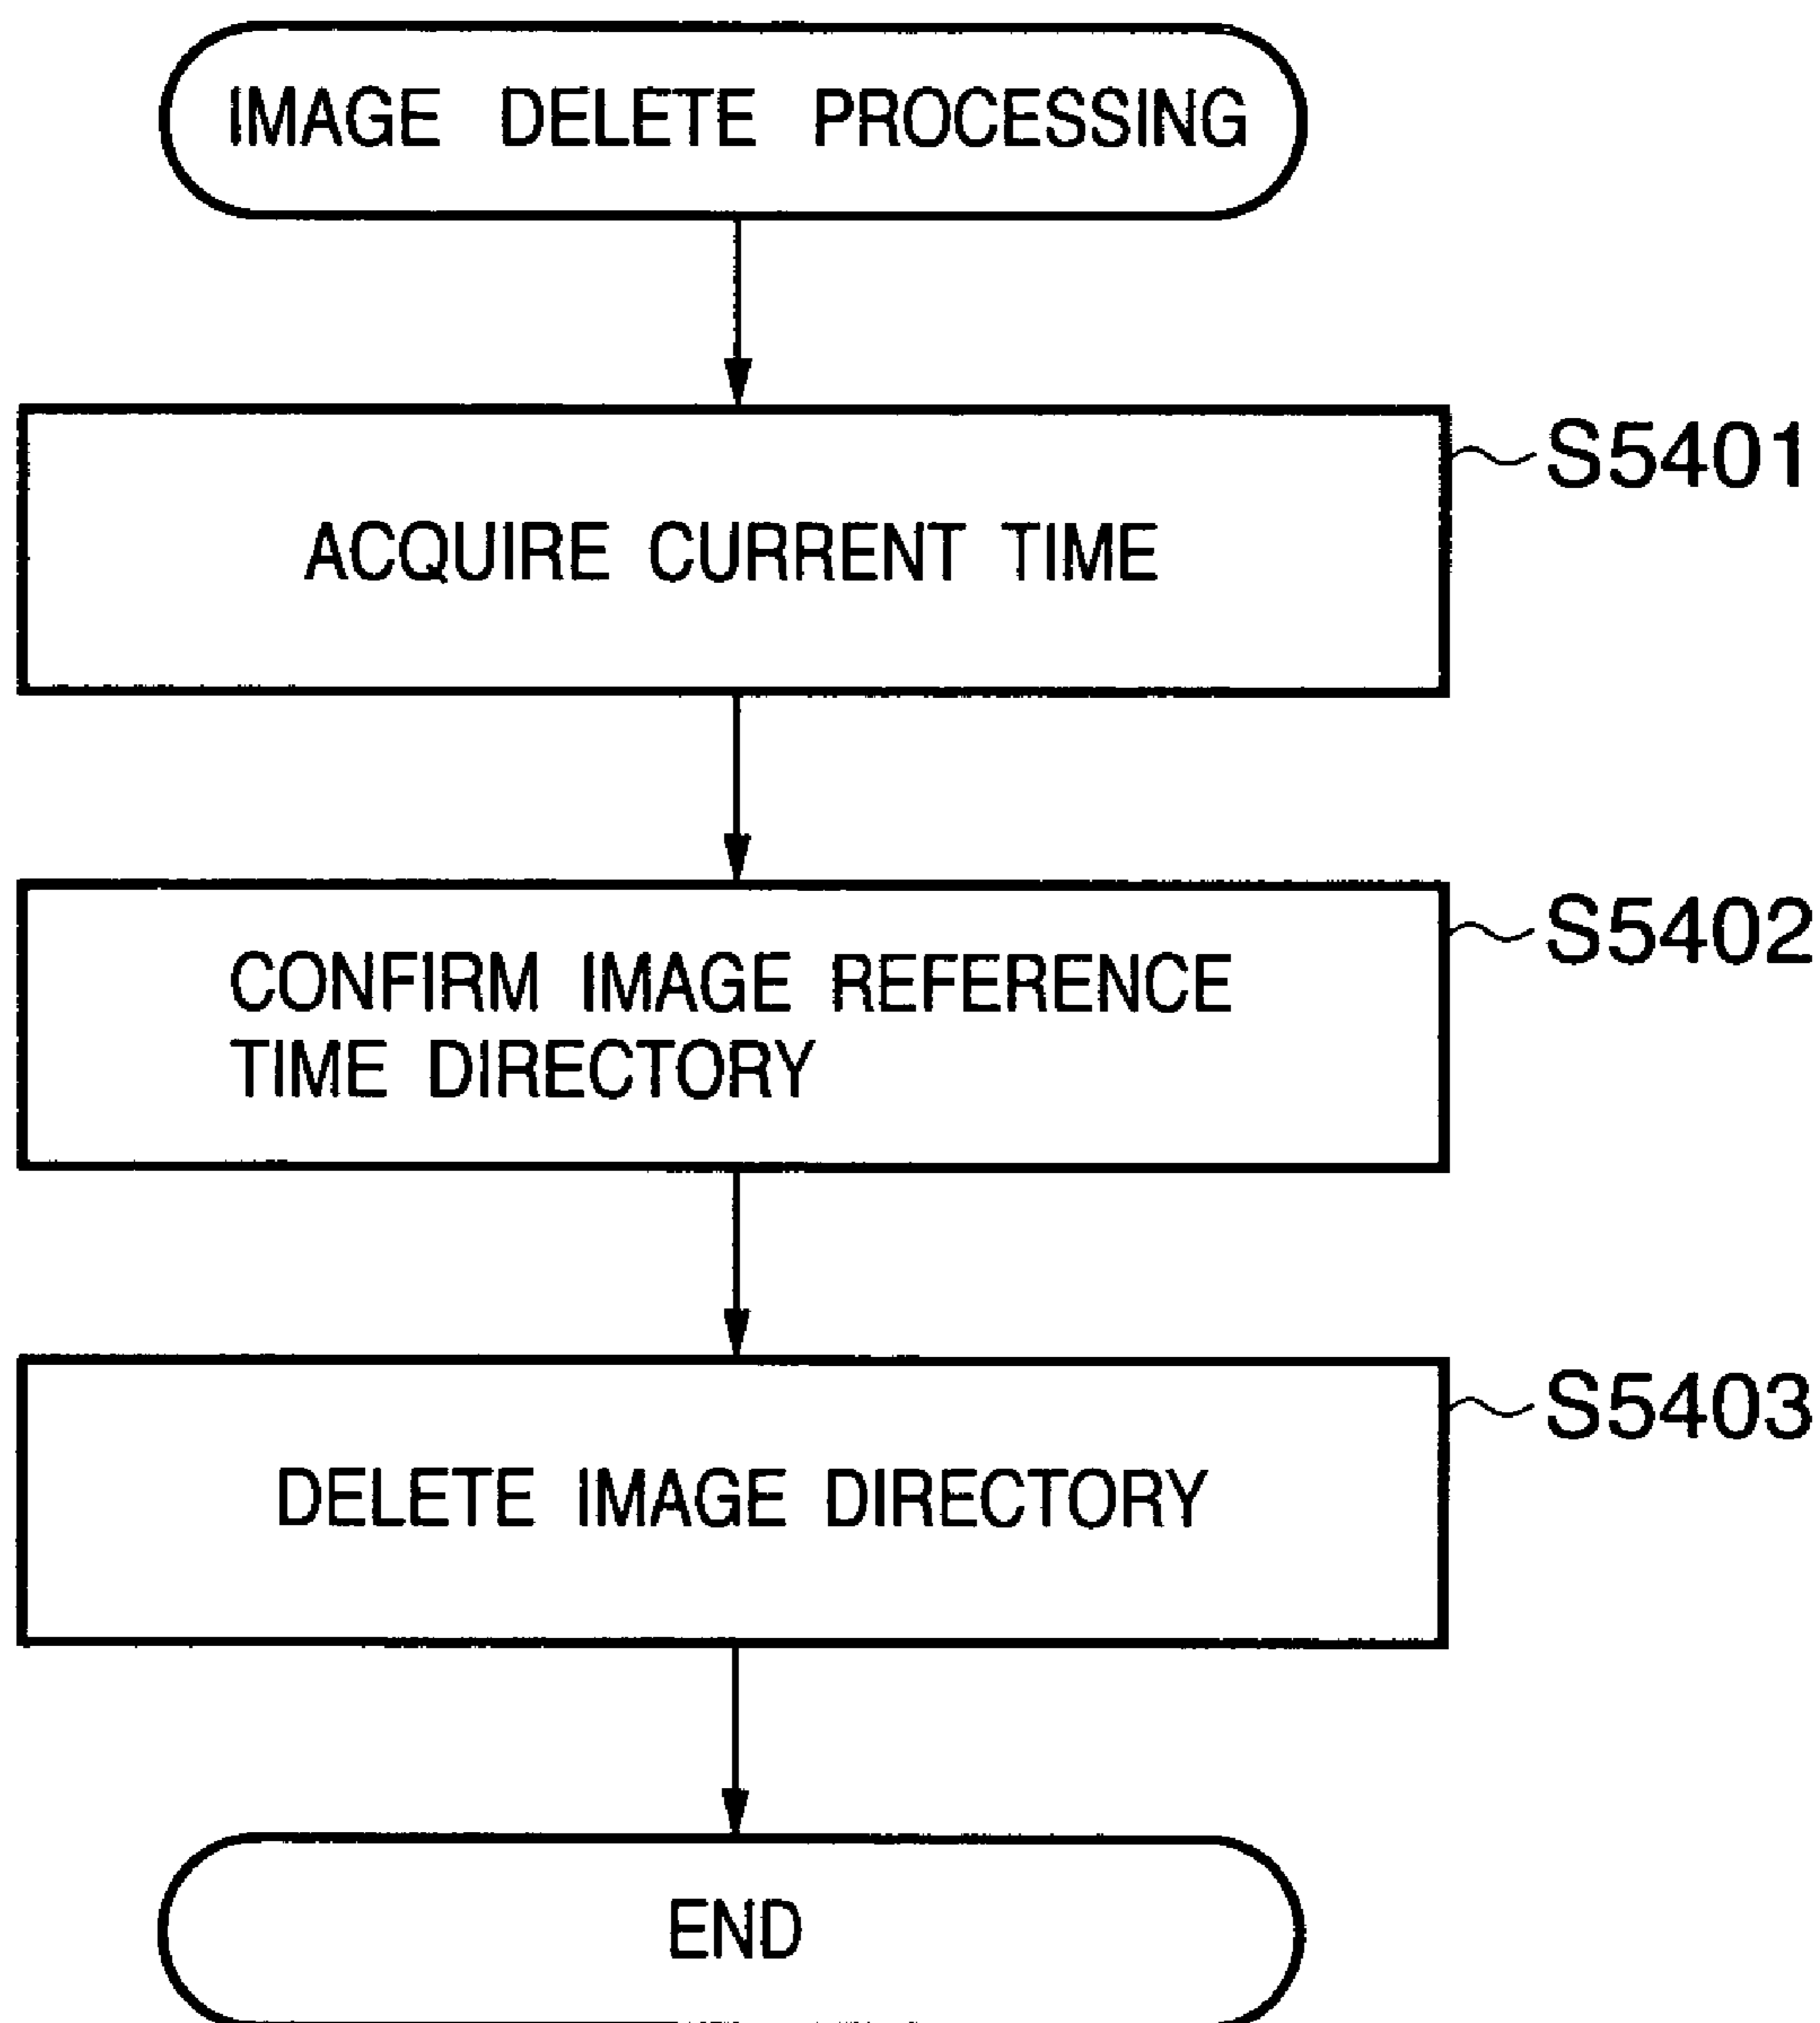 IMAGE DELETE PROCESSING
S5401
ACQUIRE CURRENT TIME
S5402
CONFIRM IMAGE REFERENCE
TIME DIRECTORY
S5403
DELETE IMAGE DIRECTORY
END